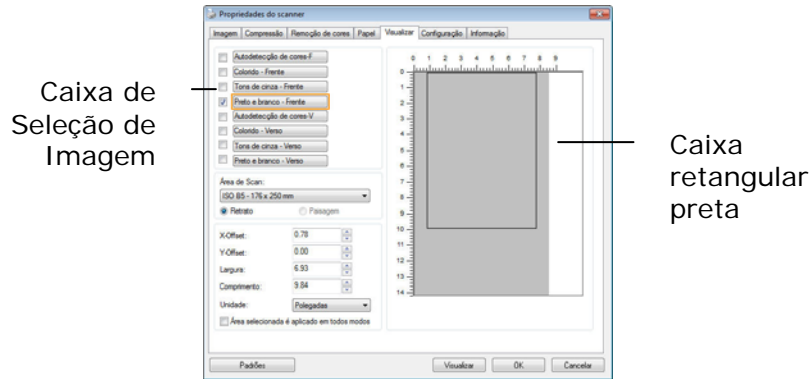 Propriedades do scanner
Imagem Compressão Remoção de cores Papel Visualizar Configuração Informação
Autodetecção de cores-F
Colorido - Frente
Tons de cinza - Frente
Preto e branco - Frente
Autodetecção de cores-V
Colorido - Verso
Tons de cinza - Verso
Preto e branco - Verso
Área de Scan:
ISO B5 - 176 x 250 mm
Retrato Paisagem
X-Offset: 0.78
Y-Offset: 0.00
Largura: 6.93
Comprimento: 9.84
Unidade: Polegadas
Área selecionada é aplicado em todos modos
0 1 2 3 4 5 6 7 8 9
0
1
2
3
4
5
6
7
8
9
10
11
12
13
14
Padrões Visualizar OK Cancelar
Caixa de
Seleção de
Imagem
Caixa
retangular
preta